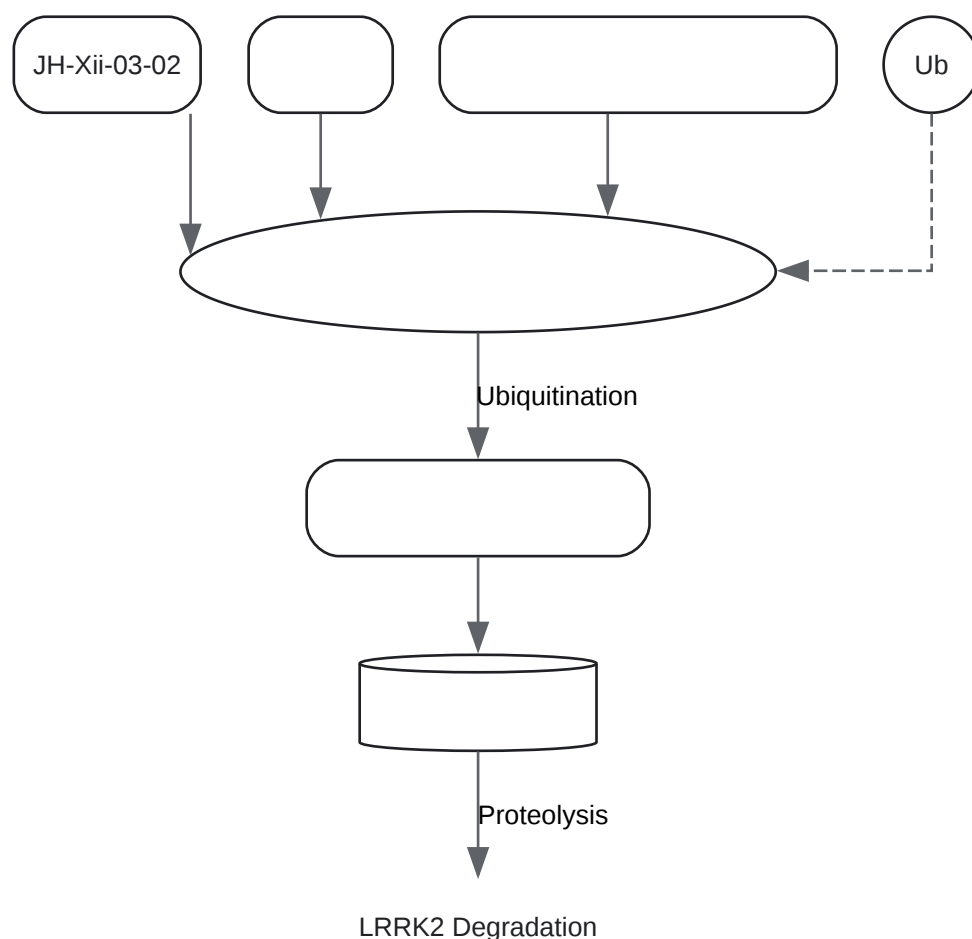 JH-Xii-03-02
Ub
Ubiquitination
Proteolysis
LRRK2 Degradation